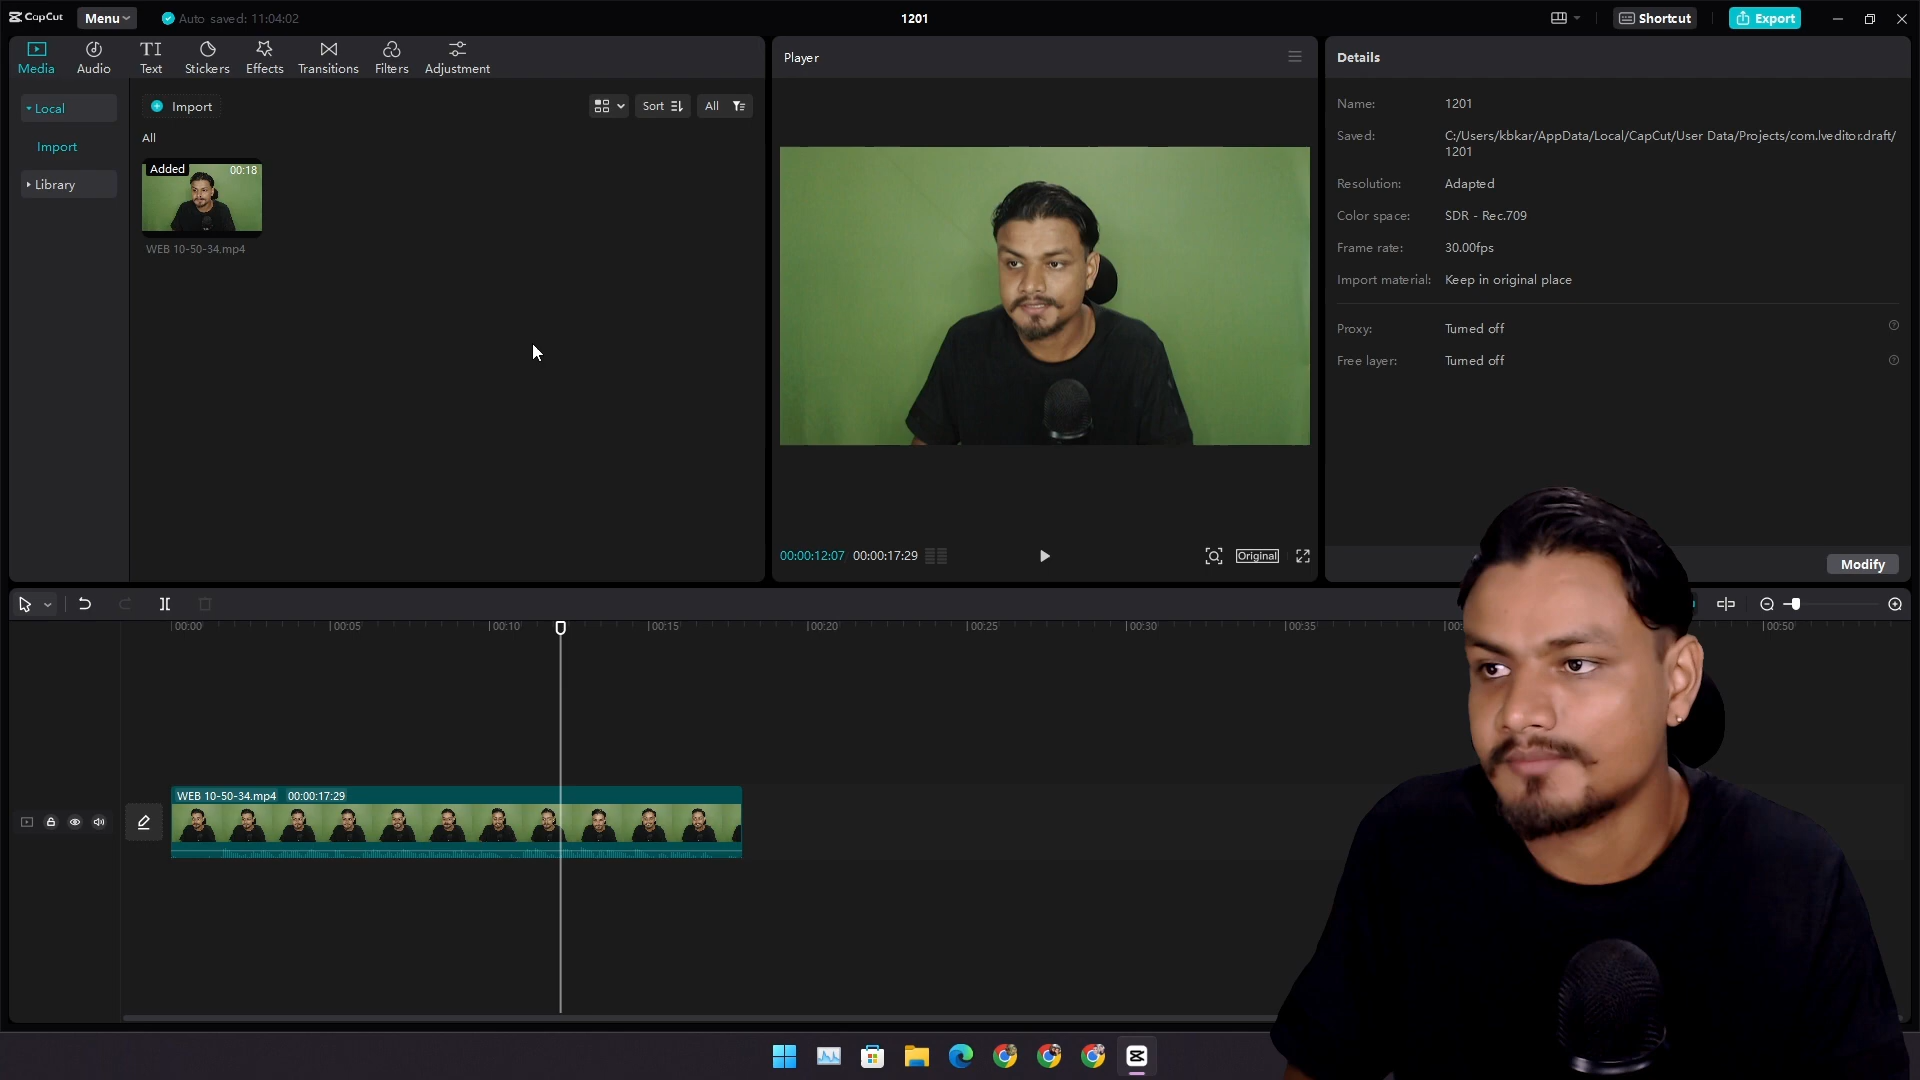 CapCut
Menu
Auto saved: 11:04:02
1201
Shortcut
Export
Media
Audio
TI
Text
Stickers
Effects
Transitions
Filters
Adjustment
Local
Import
Library
Import
Sort
All
All
Added
00:18
WEB 10-50-34.mp4
Player
00:00:12:07
00:00:17:29
Original
Details
Name:
1201
Saved:
C:/Users/kbkar/AppData/Local/CapCut/User Data/Projects/com.lveditor.draft/
1201
Resolution:
Adapted
Color space:
SDR - Rec.709
Frame rate:
30.00fps
Import material:
Keep in original place
Proxy:
Turned off
Free layer:
Turned off
Modify
00:00
00:05
00:10
00:15
00:20
00:25
00:30
00:35
00:50
WEB 10-50-34.mp4
00:00:17:29